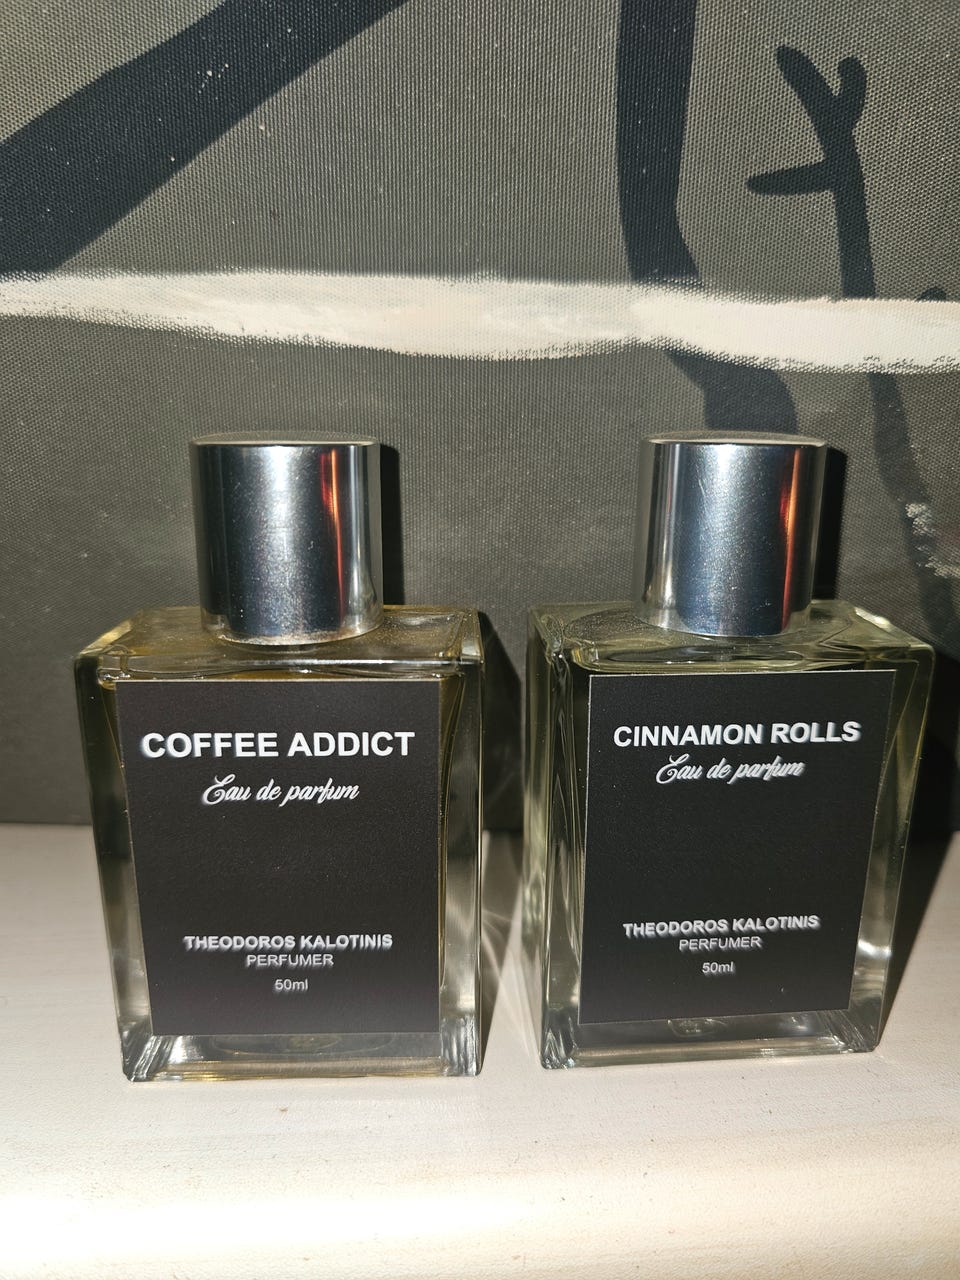 COFFEE ADDICT
Eau de parfum
THEODOROS KALOTINIS
PERFUMER
50ml
CINNAMON ROLLS
Eau de parfum
THEODOROS KALOTINIS
PERFUMER
50ml